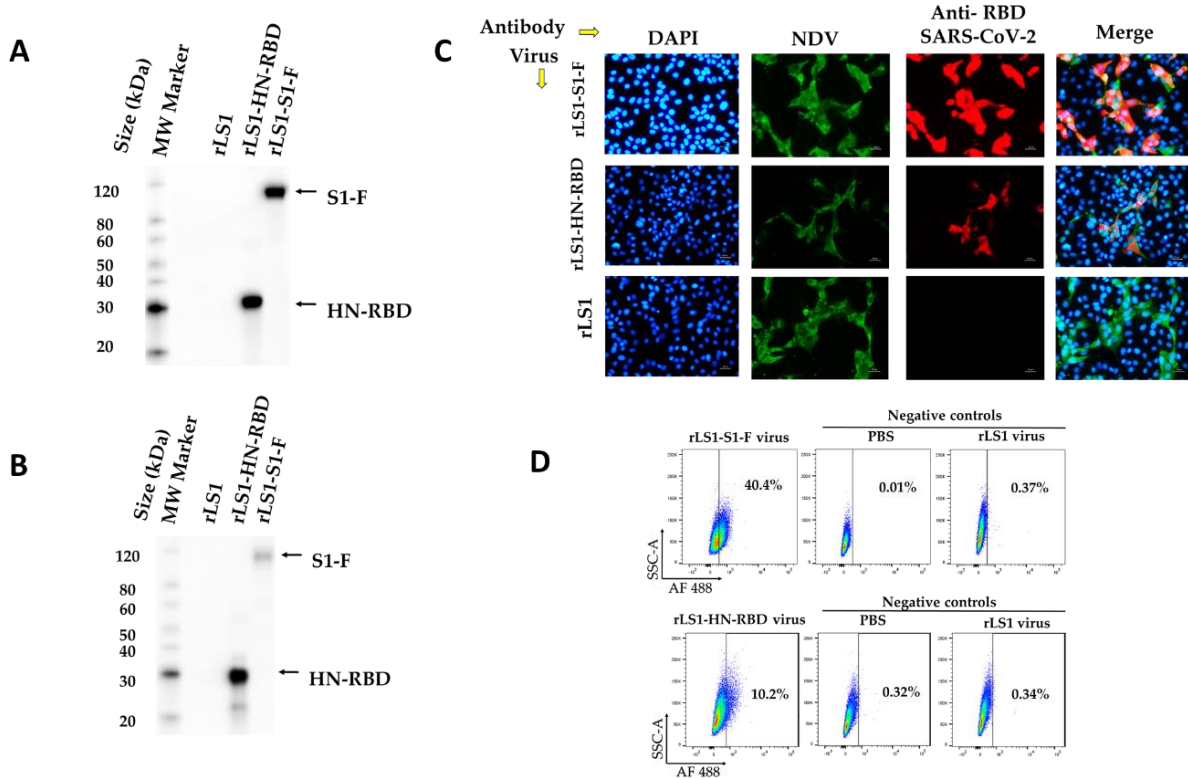 A
Size (kDa)
MW Marker
rLS1
rLS1-HN-RBD
rLS1-S1-F
120
80
60
50
40
30
20
S1-F
HN-RBD
B
Size (kDa)
MW Marker
rLS1
rLS1-HN-RBD
rLS1-S1-F
120
80
60
50
40
30
20
S1-F
HN-RBD
C
Antibody
Virus
DAPI
NDV
Anti- RBD
SARS-CoV-2
Merge
rLS1-S1-F
rLS1-HN-RBD
rLS1
D
Negative controls
rLS1-S1-F virus
PBS
rLS1 virus
40.4%
0.01%
0.37%
SSC-A
AF 488
Negative controls
rLS1-HN-RBD virus
PBS
rLS1 virus
10.2%
0.32%
0.34%
SSC-A
AF 488